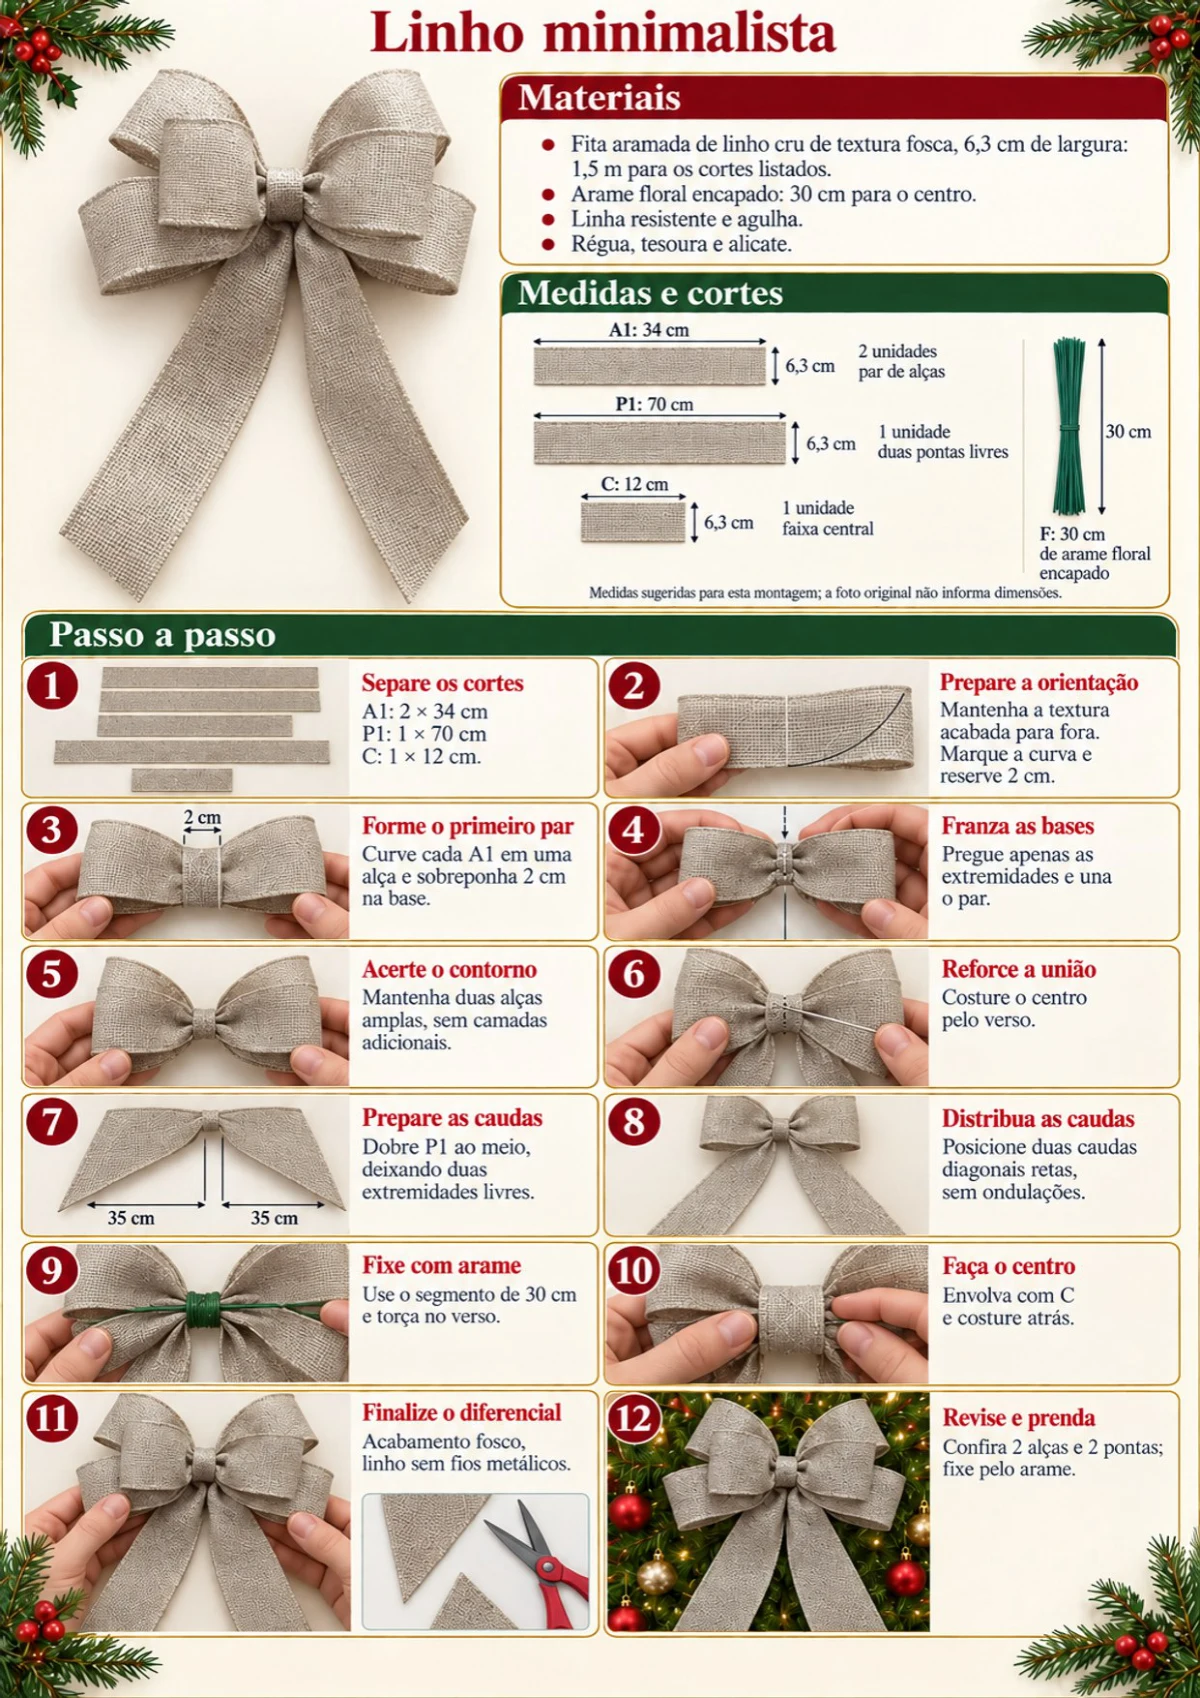 Linho minimalista
Materiais
Fita aramada de linho cru de textura fosca, 6,3 cm de largura:
1,5 m para os cortes listados.
Arame floral encapado: 30 cm para o centro.
Linha resistente e agulha.
Régua, tesoura e alicate.
Medidas e cortes
A1: 34 cm
6,3 cm
2 unidades
par de alças
P1: 70 cm
6,3 cm
1 unidade
duas pontas livres
C: 12 cm
6,3 cm
1 unidade
faixa central
30 cm
F: 30 cm
de arame floral
encapado
Medidas sugeridas para esta montagem; a foto original não informa dimensões.
Passo a passo
1
Separe os cortes
A1: 2 × 34 cm
P1: 1 × 70 cm
C: 1 × 12 cm.
2
Prepare a orientação
Mantenha a textura
acabada para fora.
Marque a curva e
reserve 2 cm.
3
2 cm
Forme o primeiro par
Curve cada A1 em uma
alça e sobreponha 2 cm
na base.
4
Franza as bases
Pregue apenas as
extremidades e una
o par.
5
Acerte o contorno
Mantenha duas alças
amplas, sem camadas
adicionais.
6
Reforce a união
Costure o centro
pelo verso.
7
35 cm
35 cm
Prepare as caudas
Dobre P1 ao meio,
deixando duas
extremidades livres.
8
Distribua as caudas
Posicione duas caudas
diagonais retas,
sem ondulações.
9
Fixe com arame
Use o segmento de 30 cm
e torça no verso.
10
Faça o centro
Envolva com C
e costure atrás.
11
Finalize o diferencial
Acabamento fosco,
linho sem fios metálicos.
12
Revise e prenda
Confira 2 alças e 2 pontas;
fixe pelo arame.